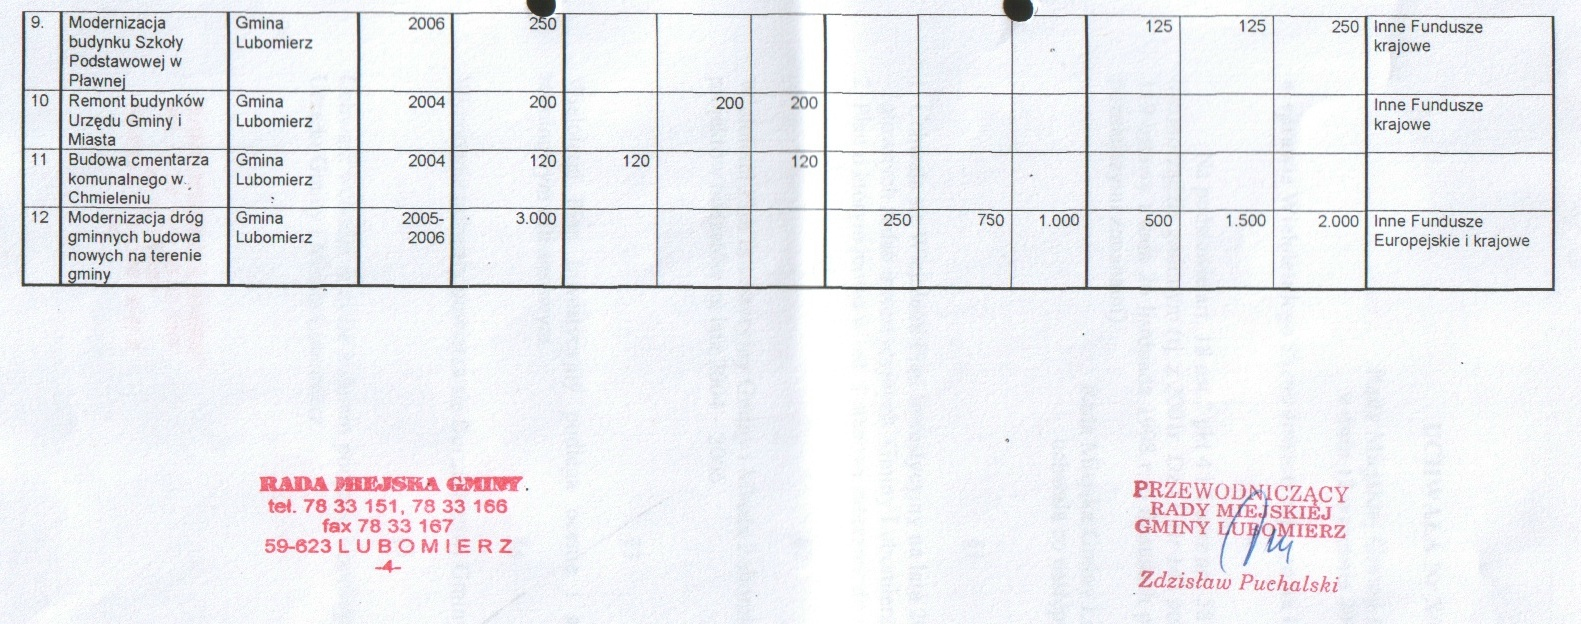 9. Modernizacja budynku Szkoły Podstawowej w Pławnej Gmina Lubomierz 2006 250 125 125 250 Inne Fundusze krajowe
10 Remont budynków Urzędu Gminy i Miasta Gmina Lubomierz 2004 200 200 200 Inne Fundusze krajowe
11 Budowa cmentarza komunalnego w. Chmieleniu Gmina Lubomierz 2004 120 120 120
12 Modernizacja dróg gminnych budowa nowych na terenie gminy Gmina Lubomierz 2005-2006 3.000 250 750 1.000 500 1.500 2.000 Inne Fundusze Europejskie i krajowe
RADA MIEJSKA GMINY
tel. 78 33 151, 78 33 166
fax 78 33 167
59-623 L U B O M I E R Z
-4-
PRZEWODNICZĄCY
RADY MIEJSKIEJ
GMINY LUBOMIERZ
Zdzisław Puchalski